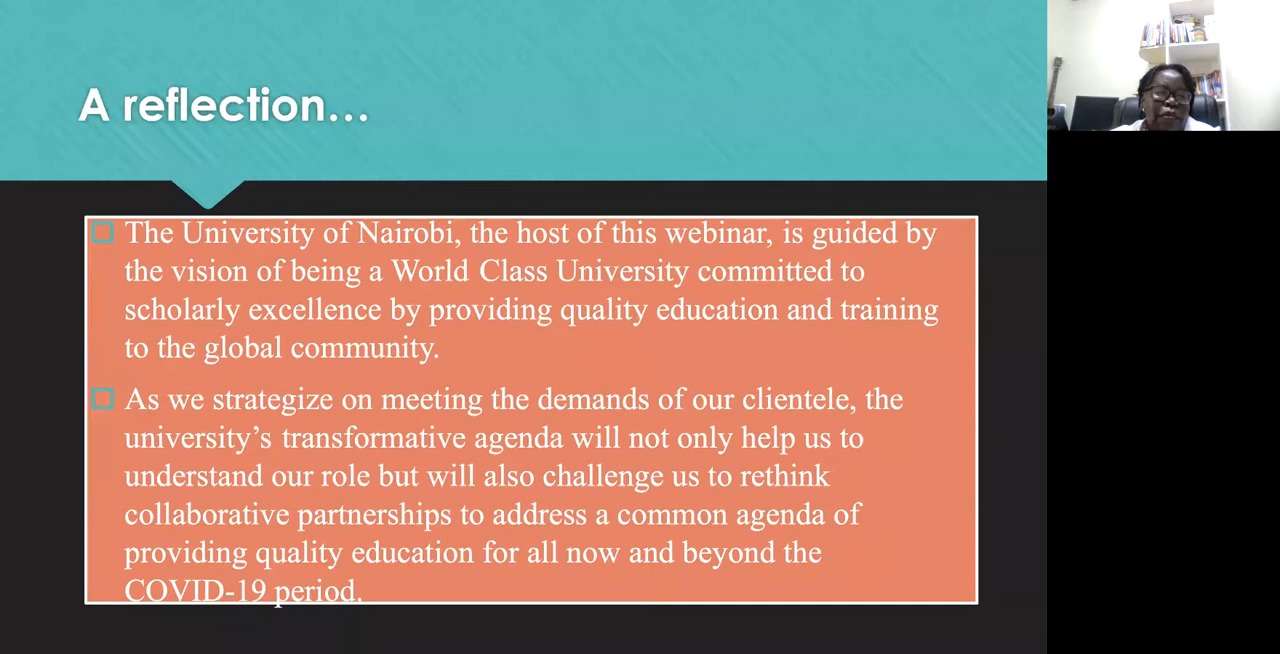 A reflection...
The University of Nairobi, the host of this webinar, is guided by
the vision of being a World Class University committed to
scholarly excellence by providing quality education and training
to the global community.
As we strategize on meeting the demands of our clientele, the
university’s transformative agenda will not only help us to
understand our role but will also challenge us to rethink
collaborative partnerships to address a common agenda of
providing quality education for all now and beyond the
COVID-19 period.